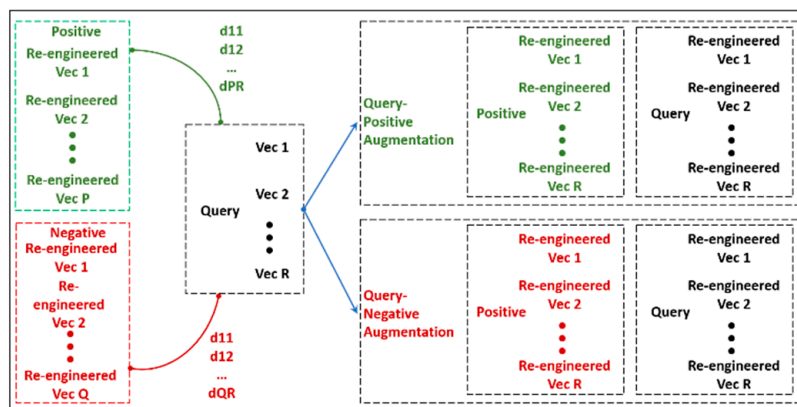 Positive
Re-engineered
Vec 1
Re-engineered
Vec 2
Re-engineered
Vec P
Negative
Re-engineered
Vec 1
Re-
engineered
Vec 2
Re-engineered
Vec Q
d11
d12
...
dPR
Query
Vec 1
Vec 2
Vec R
d11
d12
...
dQR
Query-
Positive
Augmentation
Positive
Re-engineered
Vec 1
Re-engineered
Vec 2
Re-engineered
Vec R
Query
Re-engineered
Vec 1
Re-engineered
Vec 2
Re-engineered
Vec R
Query-
Negative
Augmentation
Positive
Re-engineered
Vec 1
Re-engineered
Vec 2
Re-engineered
Vec R
Query
Re-engineered
Vec 1
Re-engineered
Vec 2
Re-engineered
Vec R